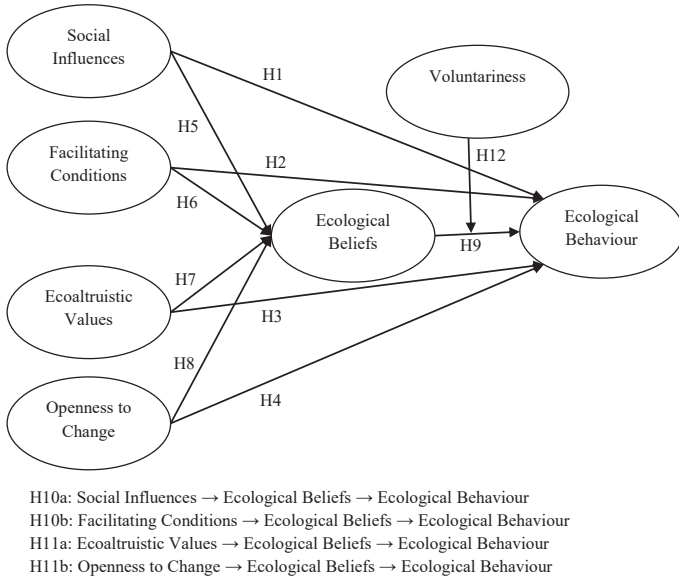 Social
Influences
H1
Voluntariness
H5
Facilitating
Conditions
H2
H12
H6
Ecological
Beliefs
Ecological
Behaviour
H9
H7
Ecoaltruistic
Values
H3
H8
Openness to
Change
H4
H10a: Social Influences → Ecological Beliefs → Ecological Behaviour
H10b: Facilitating Conditions → Ecological Beliefs → Ecological Behaviour
H11a: Ecoaltruistic Values → Ecological Beliefs → Ecological Behaviour
H11b: Openness to Change → Ecological Beliefs → Ecological Behaviour